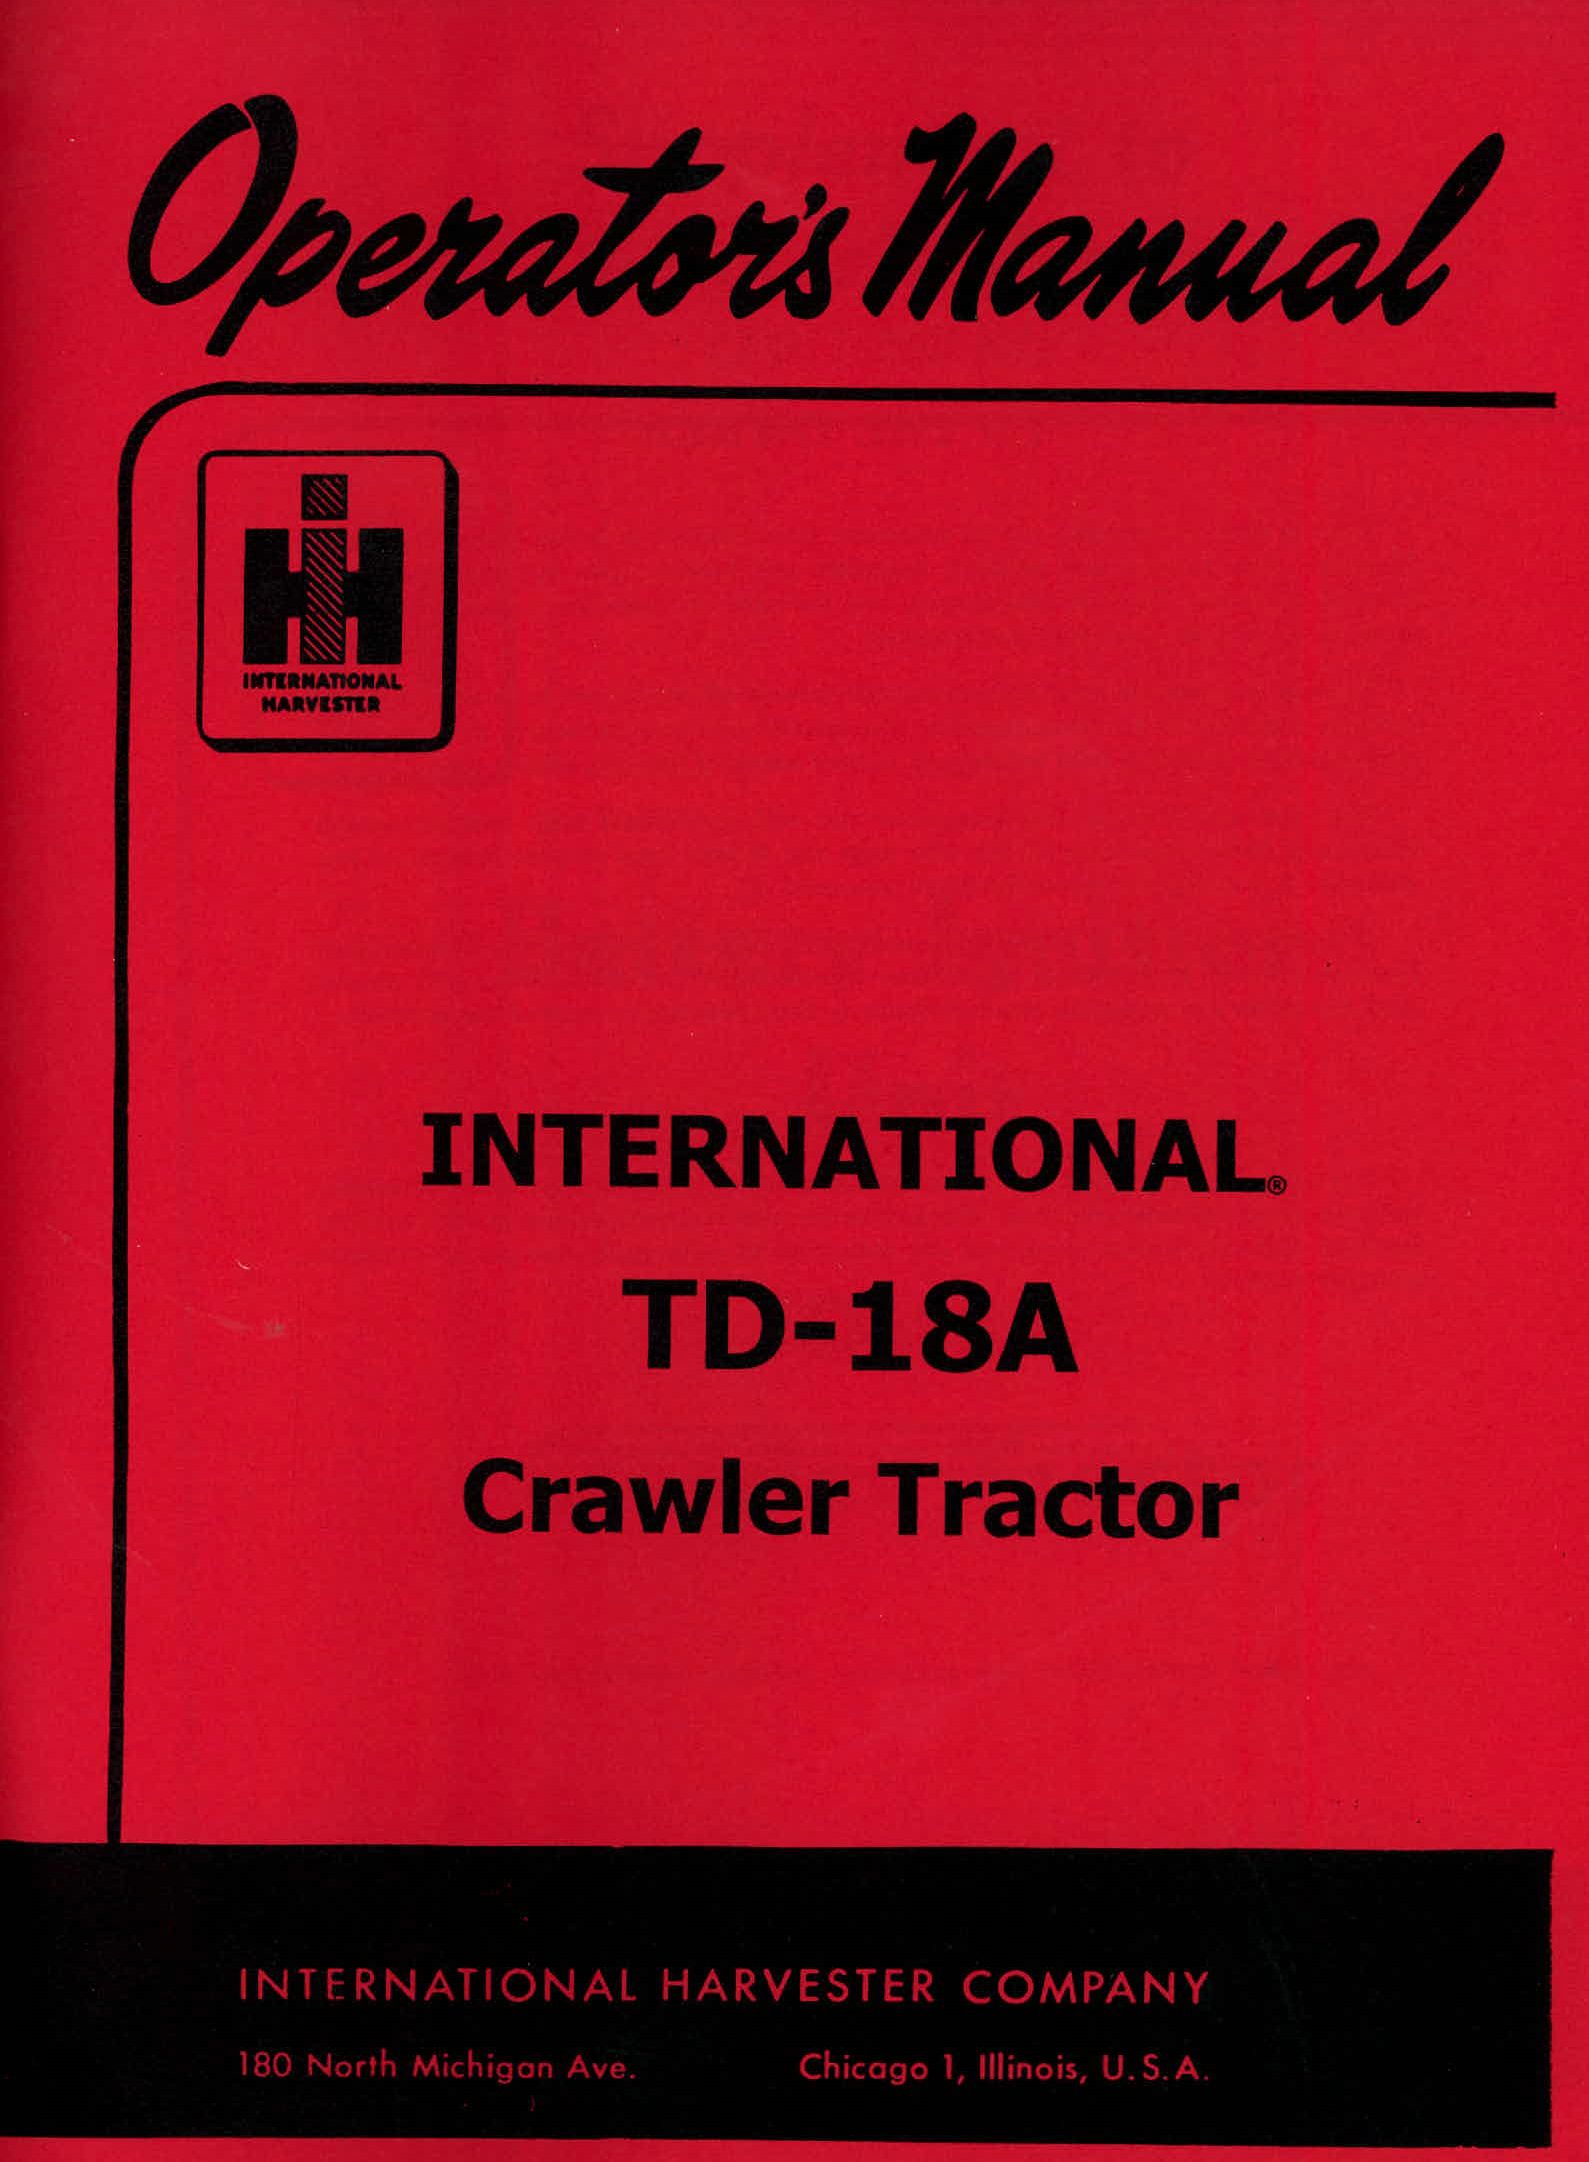 Operator's Manual
IH
INTERNATIONAL
HARVESTER
INTERNATIONAL®
TD-18A
Crawler Tractor
INTERNATIONAL HARVESTER COMPANY
180 North Michigan Ave. Chicago 1, Illinois, U.S.A.